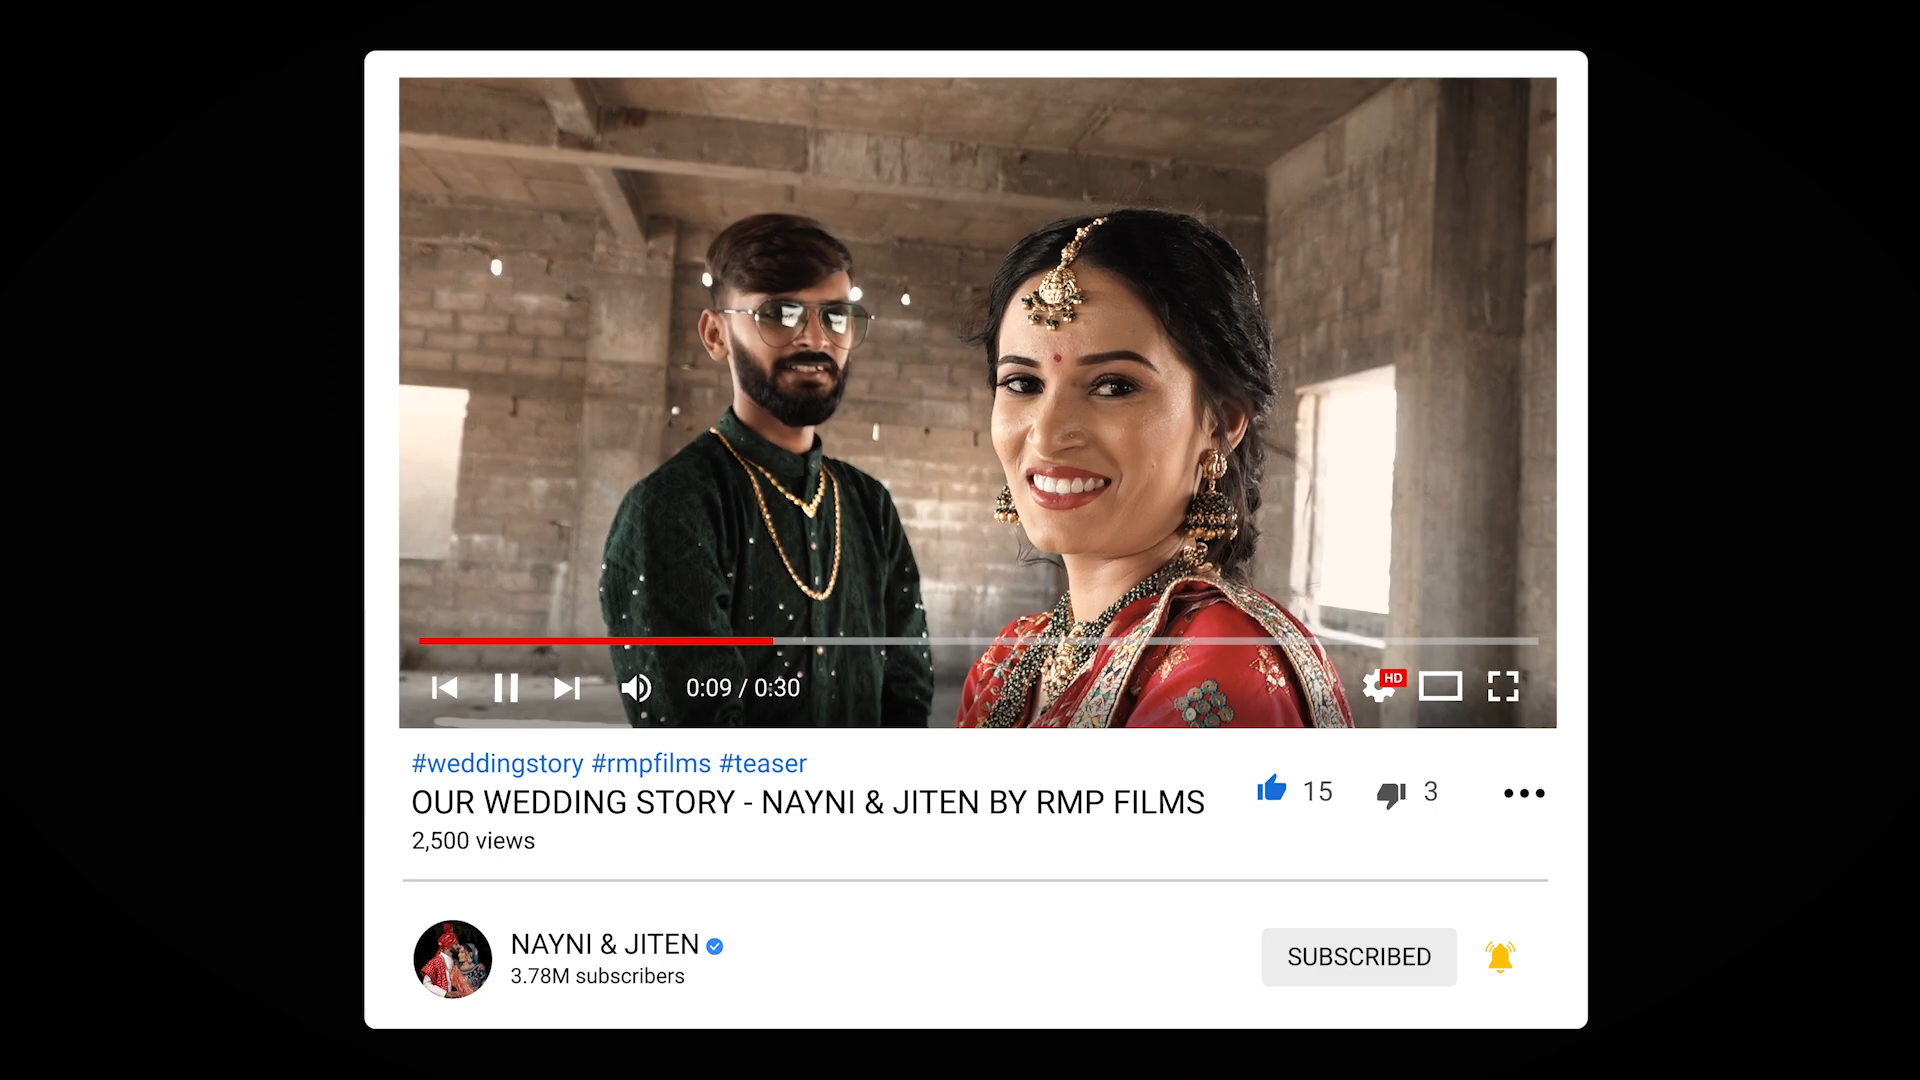 0:09 / 0:30
HD
#weddingstory #rmpfilms #teaser
OUR WEDDING STORY - NAYNI & JITEN BY RMP FILMS
15
3
2,500 views
NAYNI & JITEN
3.78M subscribers
SUBSCRIBED